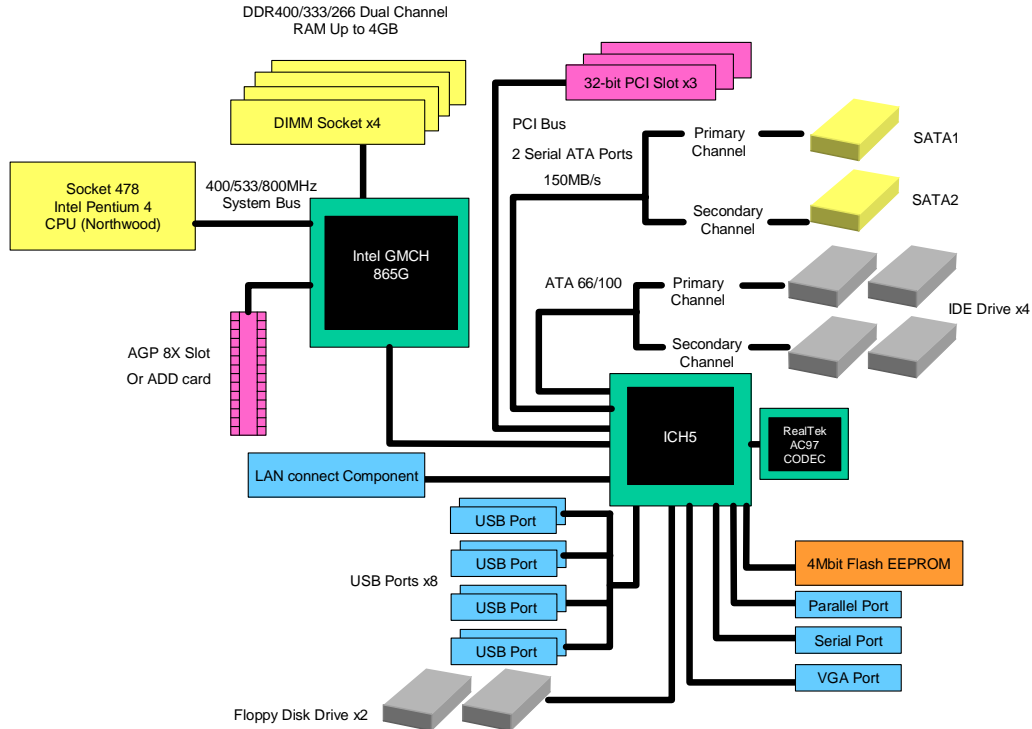 DDR400/333/266 Dual Channel
RAM Up to 4GB
32-bit PCI Slot x3
DIMM Socket x4
PCI Bus
2 Serial ATA Ports
150MB/s
Primary
Channel
SATA1
Secondary
Channel
SATA2
Socket 478
Intel Pentium 4
CPU (Northwood)
400/533/800MHz
System Bus
Intel GMCH
865G
ATA 66/100
Primary
Channel
IDE Drive x4
Secondary
Channel
AGP 8X Slot
Or ADD card
ICH5
RealTek
AC97
CODEC
LAN connect Component
USB Port
USB Port
USB Ports x8
USB Port
USB Port
4Mbit Flash EEPROM
Parallel Port
Serial Port
VGA Port
Floppy Disk Drive x2